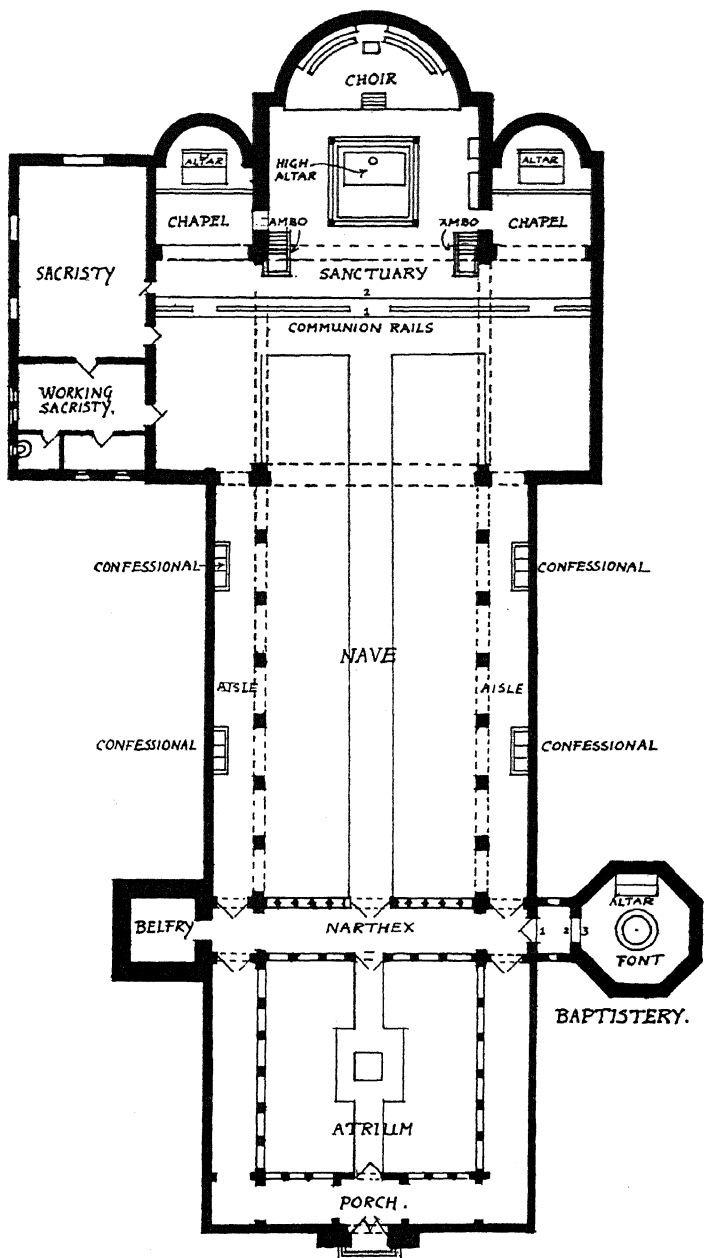 CHOIR
ALTAR
HIGH
ALTAR
ALTAR
CHAPEL
AMBO
AMBO
CHAPEL
SACRISTY
SANCTUARY
2
1
COMMUNION RAILS
WORKING
SACRISTY.
CONFESSIONAL
CONFESSIONAL
NAVE
AISLE
AISLE
CONFESSIONAL
CONFESSIONAL
BELFRY
NARTHEX
1 2 3
ALTAR
FONT
BAPTISTERY.
ATRIUM
PORCH.